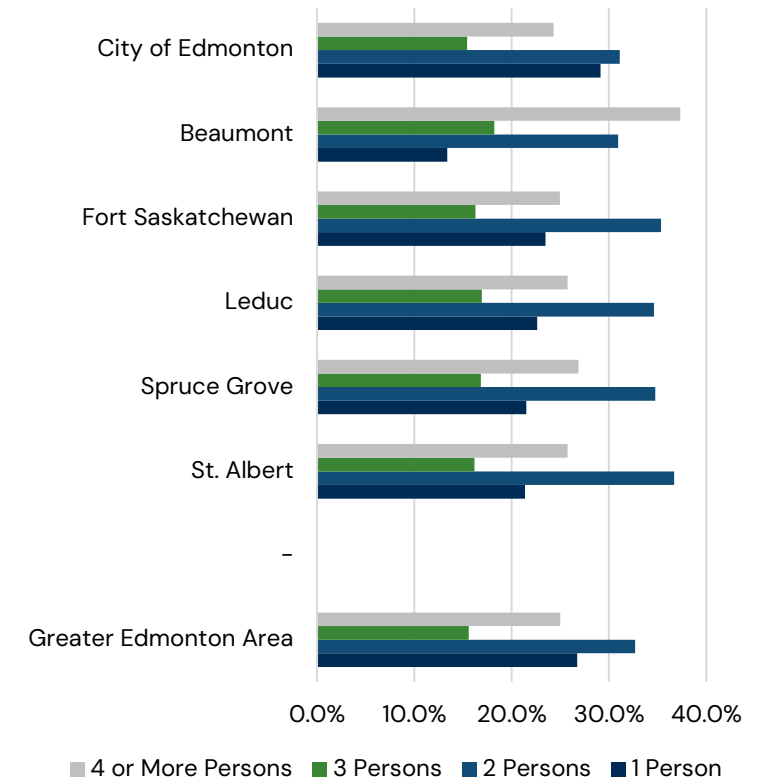 City of Edmonton
Beaumont
Fort Saskatchewan
Leduc
Spruce Grove
St. Albert
–
Greater Edmonton Area
0.0% 10.0% 20.0% 30.0% 40.0%
4 or More Persons 3 Persons 2 Persons 1 Person